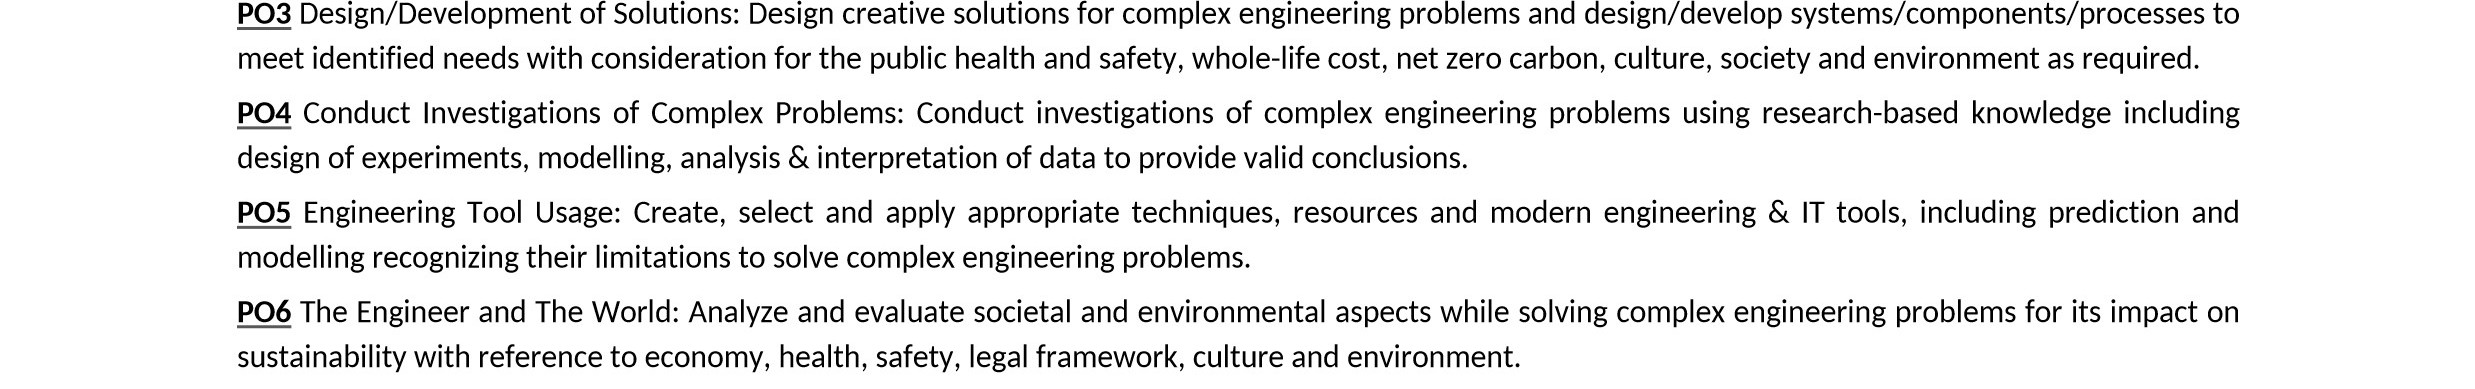 PO3 Design/Development of Solutions: Design creative solutions for complex engineering problems and design/develop systems/components/processes to
meet identified needs with consideration for the public health and safety, whole-life cost, net zero carbon, culture, society and environment as required.
PO4 Conduct Investigations of Complex Problems: Conduct investigations of complex engineering problems using research-based knowledge including
design of experiments, modelling, analysis & interpretation of data to provide valid conclusions.
PO5 Engineering Tool Usage: Create, select and apply appropriate techniques, resources and modern engineering & IT tools, including prediction and
modelling recognizing their limitations to solve complex engineering problems.
PO6 The Engineer and The World: Analyze and evaluate societal and environmental aspects while solving complex engineering problems for its impact on
sustainability with reference to economy, health, safety, legal framework, culture and environment.